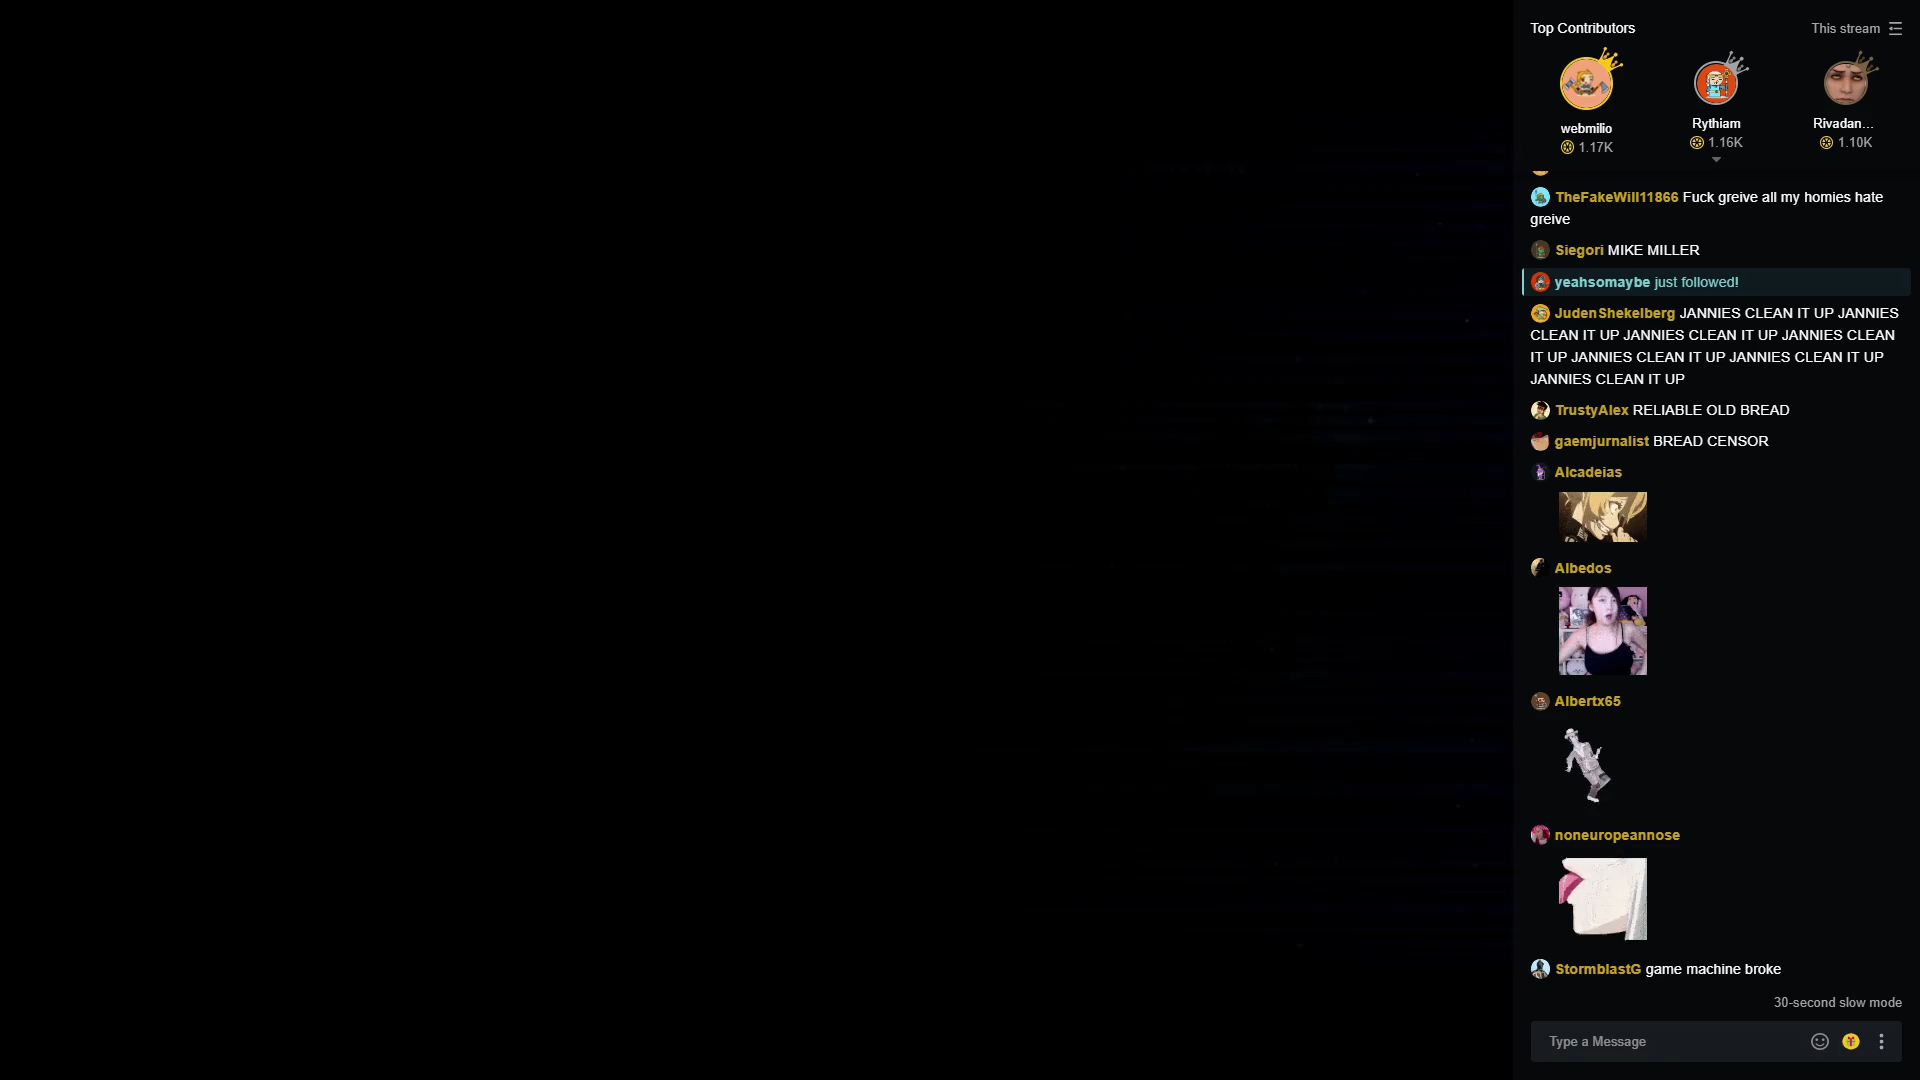 Top Contributors
This stream
webmilio
1.17K
Rythiam
1.16K
Rivadan...
1.10K
TheFakeWill11866 Fuck greive all my homies hate
greive
Siegori MIKE MILLER
yeahsomaybe just followed!
JudenShekelberg JANNIES CLEAN IT UP JANNIES
CLEAN IT UP JANNIES CLEAN IT UP JANNIES CLEAN
IT UP JANNIES CLEAN IT UP JANNIES CLEAN IT UP
JANNIES CLEAN IT UP
TrustyAlex RELIABLE OLD BREAD
gaemjurnalist BREAD CENSOR
Alcadeias
Albedos
Albertx65
noneuropeannose
StormblastG game machine broke
30-second slow mode
Type a Message